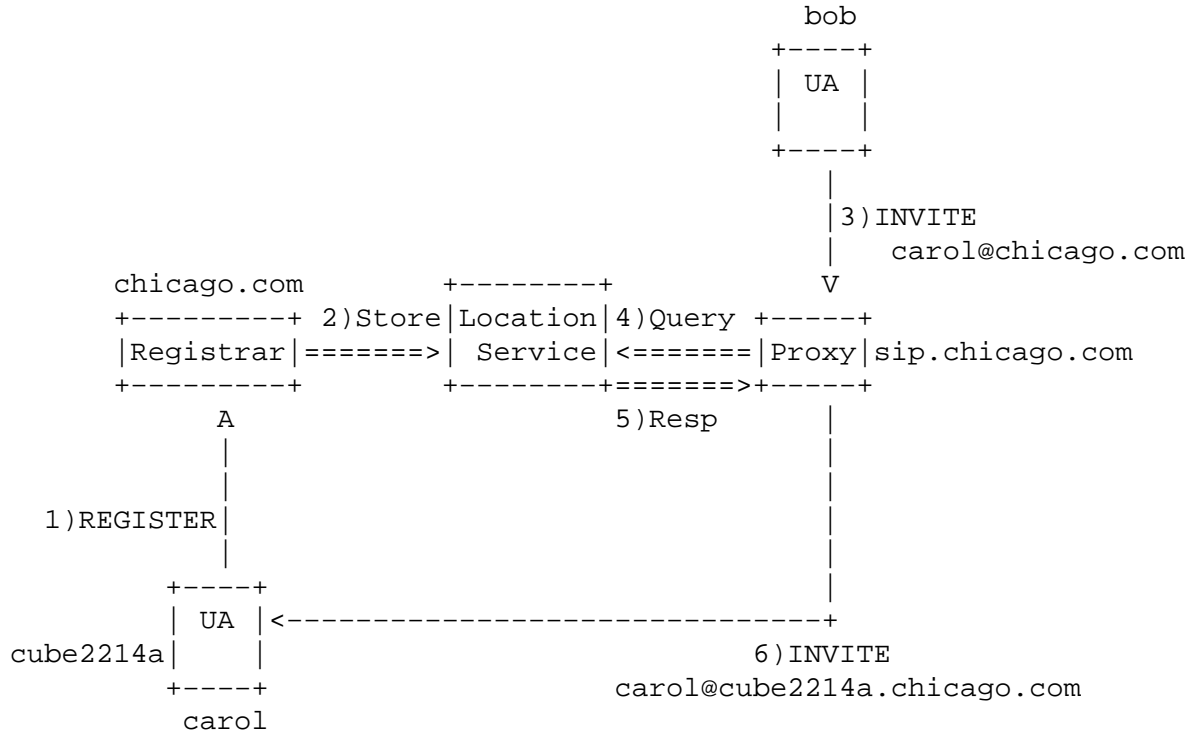 bob
UA
3)INVITE
carol@chicago.com
chicago.com
2)Store Location 4)Query
Registrar Service Proxy sip.chicago.com
A 5)Resp V
1)REGISTER
UA
cube2214a 6)INVITE
carol@cube2214a.chicago.com
carol